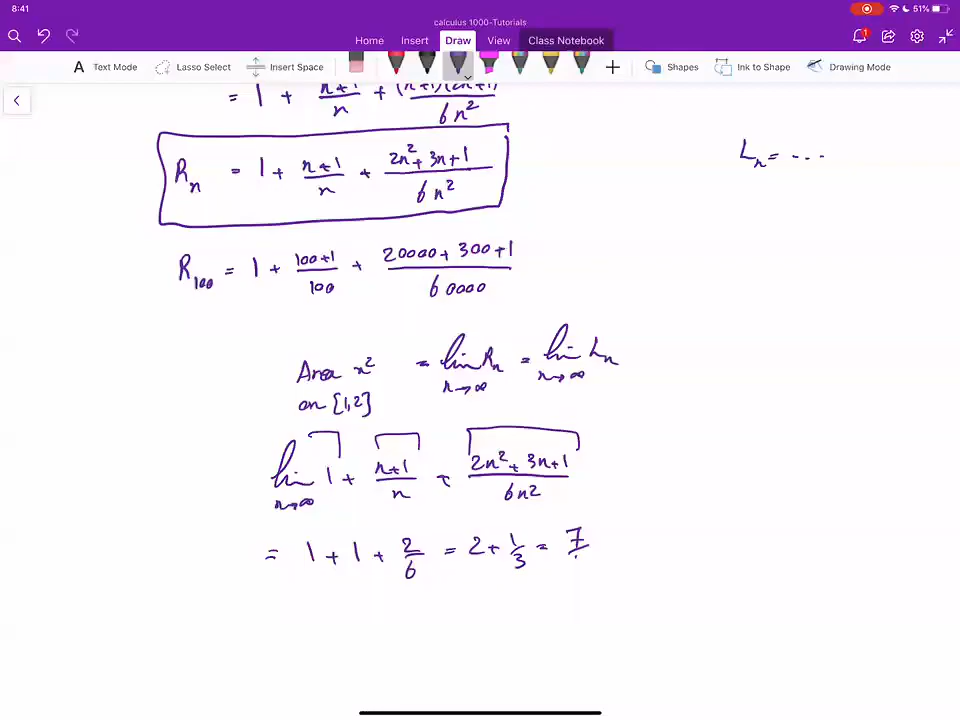 8:41
51%
calculus 1000-Tutorials
Home Insert Draw View Class Notebook
1
A Text Mode Lasso Select Insert Space Shapes Ink to Shape Drawing Mode
= 1 + (n+1)/n + (n+1)(2n+1)/6n²
Rₙ = 1 + (n+1)/n + (2n²+3n+1)/6n²
Lₙ = ...
R₁₀₀ = 1 + (100+1)/100 + (20000+300+1)/60000
Area x² = lim Rₙ = lim Lₙ
n→∞ n→∞
on [1,2]
lim 1 + (n+1)/n + (2n²+3n+1)/6n²
n→∞
= 1 + 1 + 2/6 = 2 + 1/3 = 7/